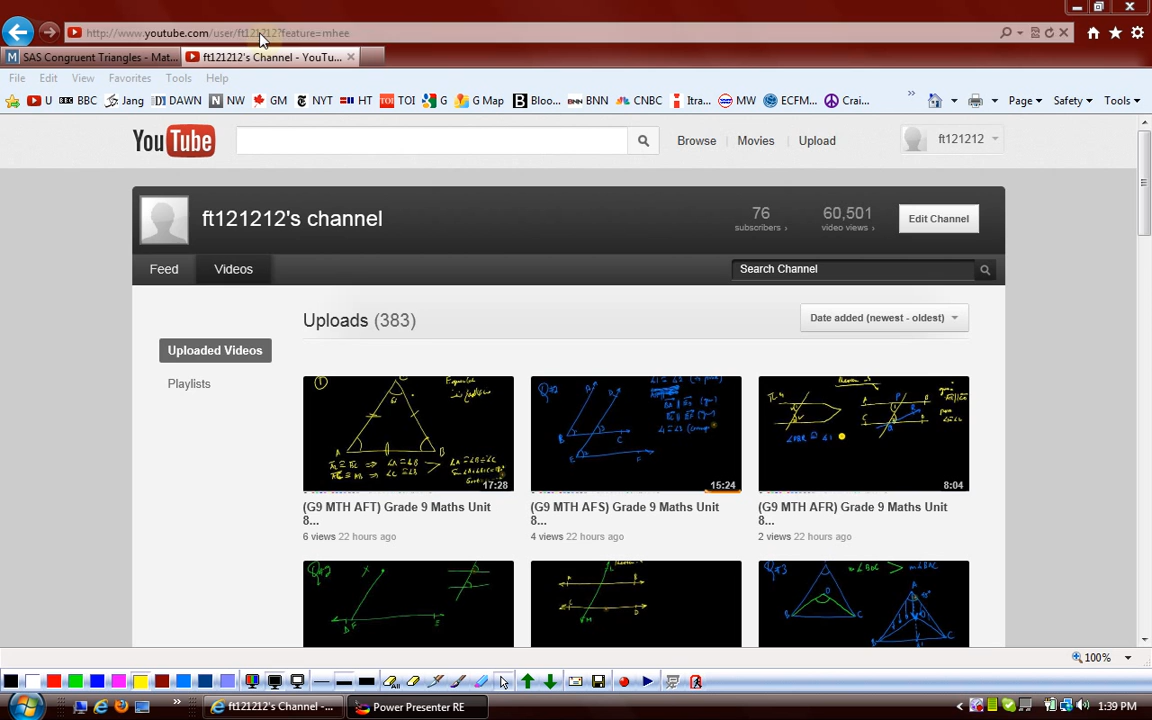 http://www.youtube.com/user/ft121212?feature=mhee
SAS Congruent Triangles - Mat...
ft121212's Channel - YouTu...
File Edit View Favorites Tools Help
U BBC Jang DAWN NW GM NYT HT TOI G G Map Bloo... BNN CNBC Itra... MW ECFM... Crai... Page Safety Tools
YouTube
Browse Movies Upload ft121212
ft121212's channel
76 subscribers
60,501 video views
Edit Channel
Feed Videos Search Channel
Uploads (383)
Date added (newest - oldest)
Uploaded Videos
Playlists
17:28
15:24
8:04
(G9 MTH AFT) Grade 9 Maths Unit 8...
6 views 22 hours ago
(G9 MTH AFS) Grade 9 Maths Unit 8...
4 views 22 hours ago
(G9 MTH AFR) Grade 9 Maths Unit 8...
2 views 22 hours ago
100%
ft121212's Channel -...
Power Presenter RE
1:39 PM